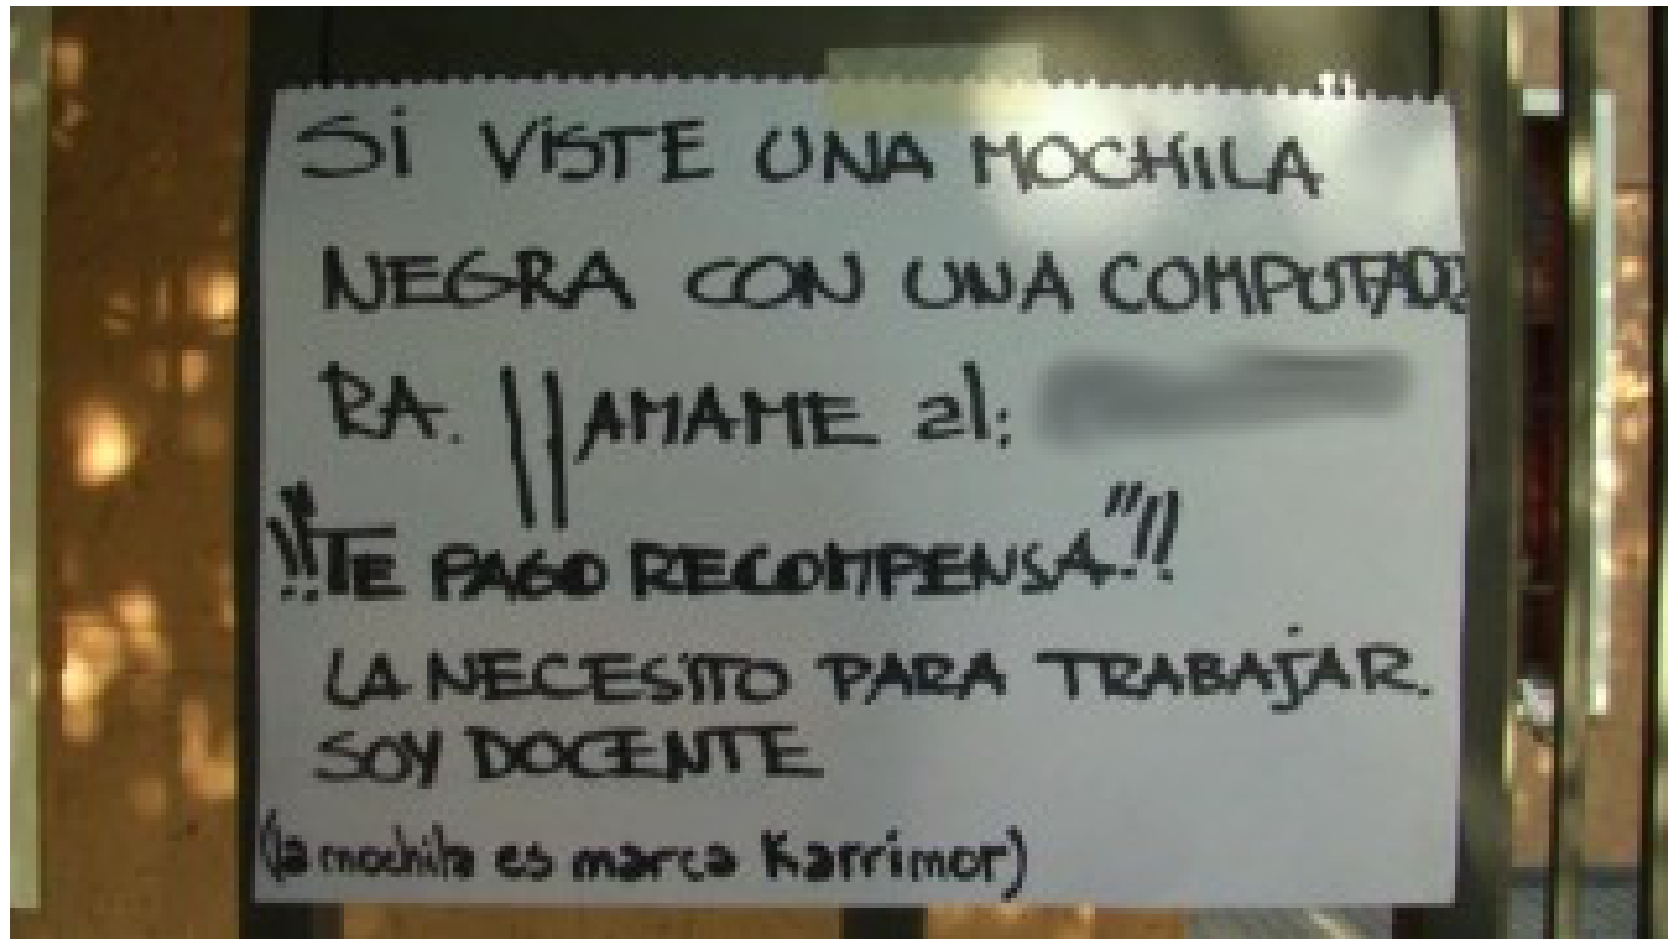 Si ViSTE UNA MOCHILA
NEGRA CON UNA COMPUTADO
RA. llAMAME al:
!!"TE PAGO RECOMPENSA"!!
LA NECESiTO PARA TRABAjAR.
SOY DOCENTE
(la mochila es marca Karrimor)